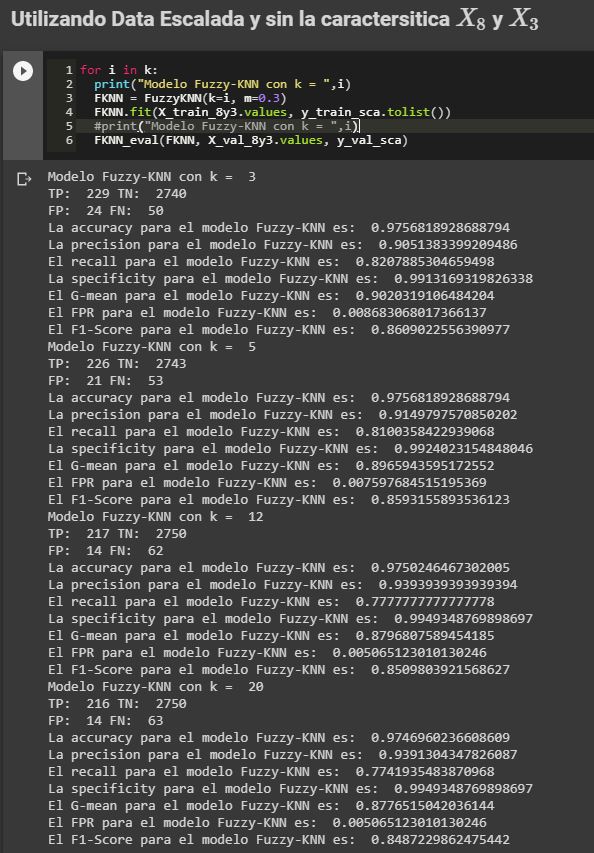 Utilizando Data Escalada y sin la caractersitica X8 y X3
1 for i in k:
2 print("Modelo Fuzzy-KNN con k = ",i)
3 FKNN = FuzzyKNN(k=i, m=0.3)
4 FKNN.fit(X_train_8y3.values, y_train_sca.tolist())
5 #print("Modelo Fuzzy-KNN con k = ",i)
6 FKNN_eval(FKNN, X_val_8y3.values, y_val_sca)
Modelo Fuzzy-KNN con k =  3
TP:  229 TN:  2740
FP:  24 FN:  50
La accuracy para el modelo Fuzzy-KNN es:  0.9756818928688794
La precision para el modelo Fuzzy-KNN es:  0.9051383399209486
El recall para el modelo Fuzzy-KNN es:  0.8207885304659498
La specificity para el modelo Fuzzy-KNN es:  0.9913169319826338
El G-mean para el modelo Fuzzy-KNN es:  0.9020319106484204
El FPR para el modelo Fuzzy-KNN es:  0.008683068017366137
El F1-Score para el modelo Fuzzy-KNN es:  0.8609022556390977
Modelo Fuzzy-KNN con k =  5
TP:  226 TN:  2743
FP:  21 FN:  53
La accuracy para el modelo Fuzzy-KNN es:  0.9756818928688794
La precision para el modelo Fuzzy-KNN es:  0.9149797570850202
El recall para el modelo Fuzzy-KNN es:  0.8100358422939068
La specificity para el modelo Fuzzy-KNN es:  0.9924023154848046
El G-mean para el modelo Fuzzy-KNN es:  0.8965943595172552
El FPR para el modelo Fuzzy-KNN es:  0.007597684515195369
El F1-Score para el modelo Fuzzy-KNN es:  0.8593155893536123
Modelo Fuzzy-KNN con k =  12
TP:  217 TN:  2750
FP:  14 FN:  62
La accuracy para el modelo Fuzzy-KNN es:  0.9750246467302005
La precision para el modelo Fuzzy-KNN es:  0.9393939393939394
El recall para el modelo Fuzzy-KNN es:  0.7777777777777778
La specificity para el modelo Fuzzy-KNN es:  0.9949348769898697
El G-mean para el modelo Fuzzy-KNN es:  0.8796807589454185
El FPR para el modelo Fuzzy-KNN es:  0.005065123010130246
El F1-Score para el modelo Fuzzy-KNN es:  0.8509803921568627
Modelo Fuzzy-KNN con k =  20
TP:  216 TN:  2750
FP:  14 FN:  63
La accuracy para el modelo Fuzzy-KNN es:  0.9746960236608609
La precision para el modelo Fuzzy-KNN es:  0.9391304347826087
El recall para el modelo Fuzzy-KNN es:  0.7741935483870968
La specificity para el modelo Fuzzy-KNN es:  0.9949348769898697
El G-mean para el modelo Fuzzy-KNN es:  0.8776515042036144
El FPR para el modelo Fuzzy-KNN es:  0.005065123010130246
El F1-Score para el modelo Fuzzy-KNN es:  0.8487229862475442